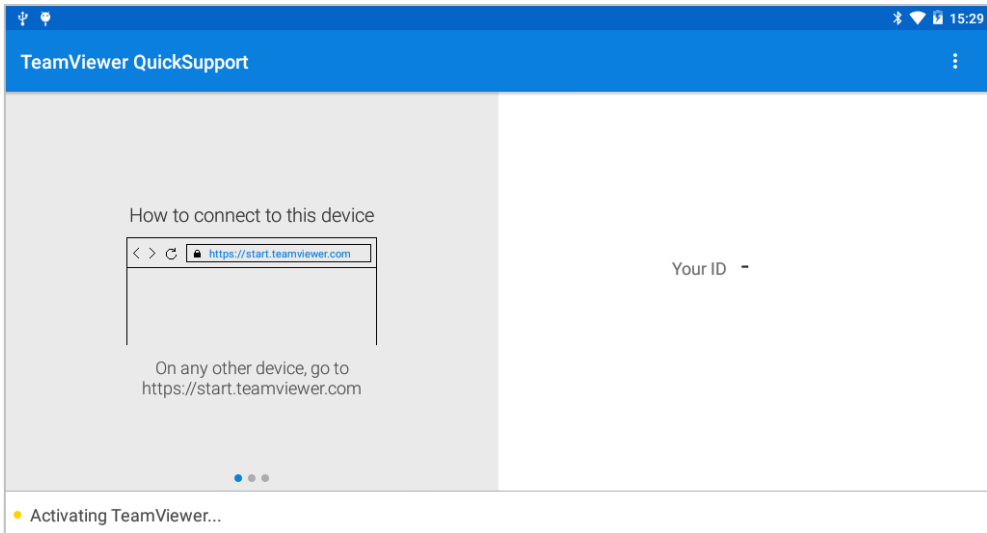 15:29
TeamViewer QuickSupport
How to connect to this device
https://start.teamviewer.com
On any other device, go to
https://start.teamviewer.com
Your ID -
Activating TeamViewer...